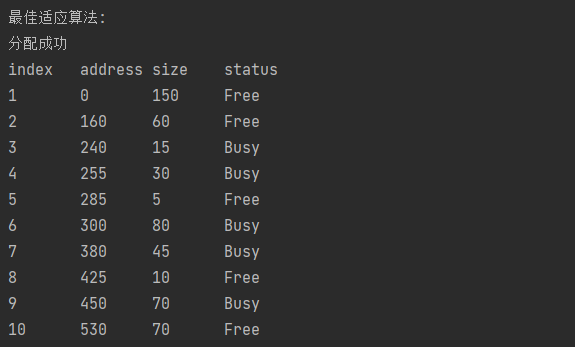 最佳适应算法:
分配成功
index address size status
1 0 150 Free
2 160 60 Free
3 240 15 Busy
4 255 30 Busy
5 285 5 Free
6 300 80 Busy
7 380 45 Busy
8 425 10 Free
9 450 70 Busy
10 530 70 Free